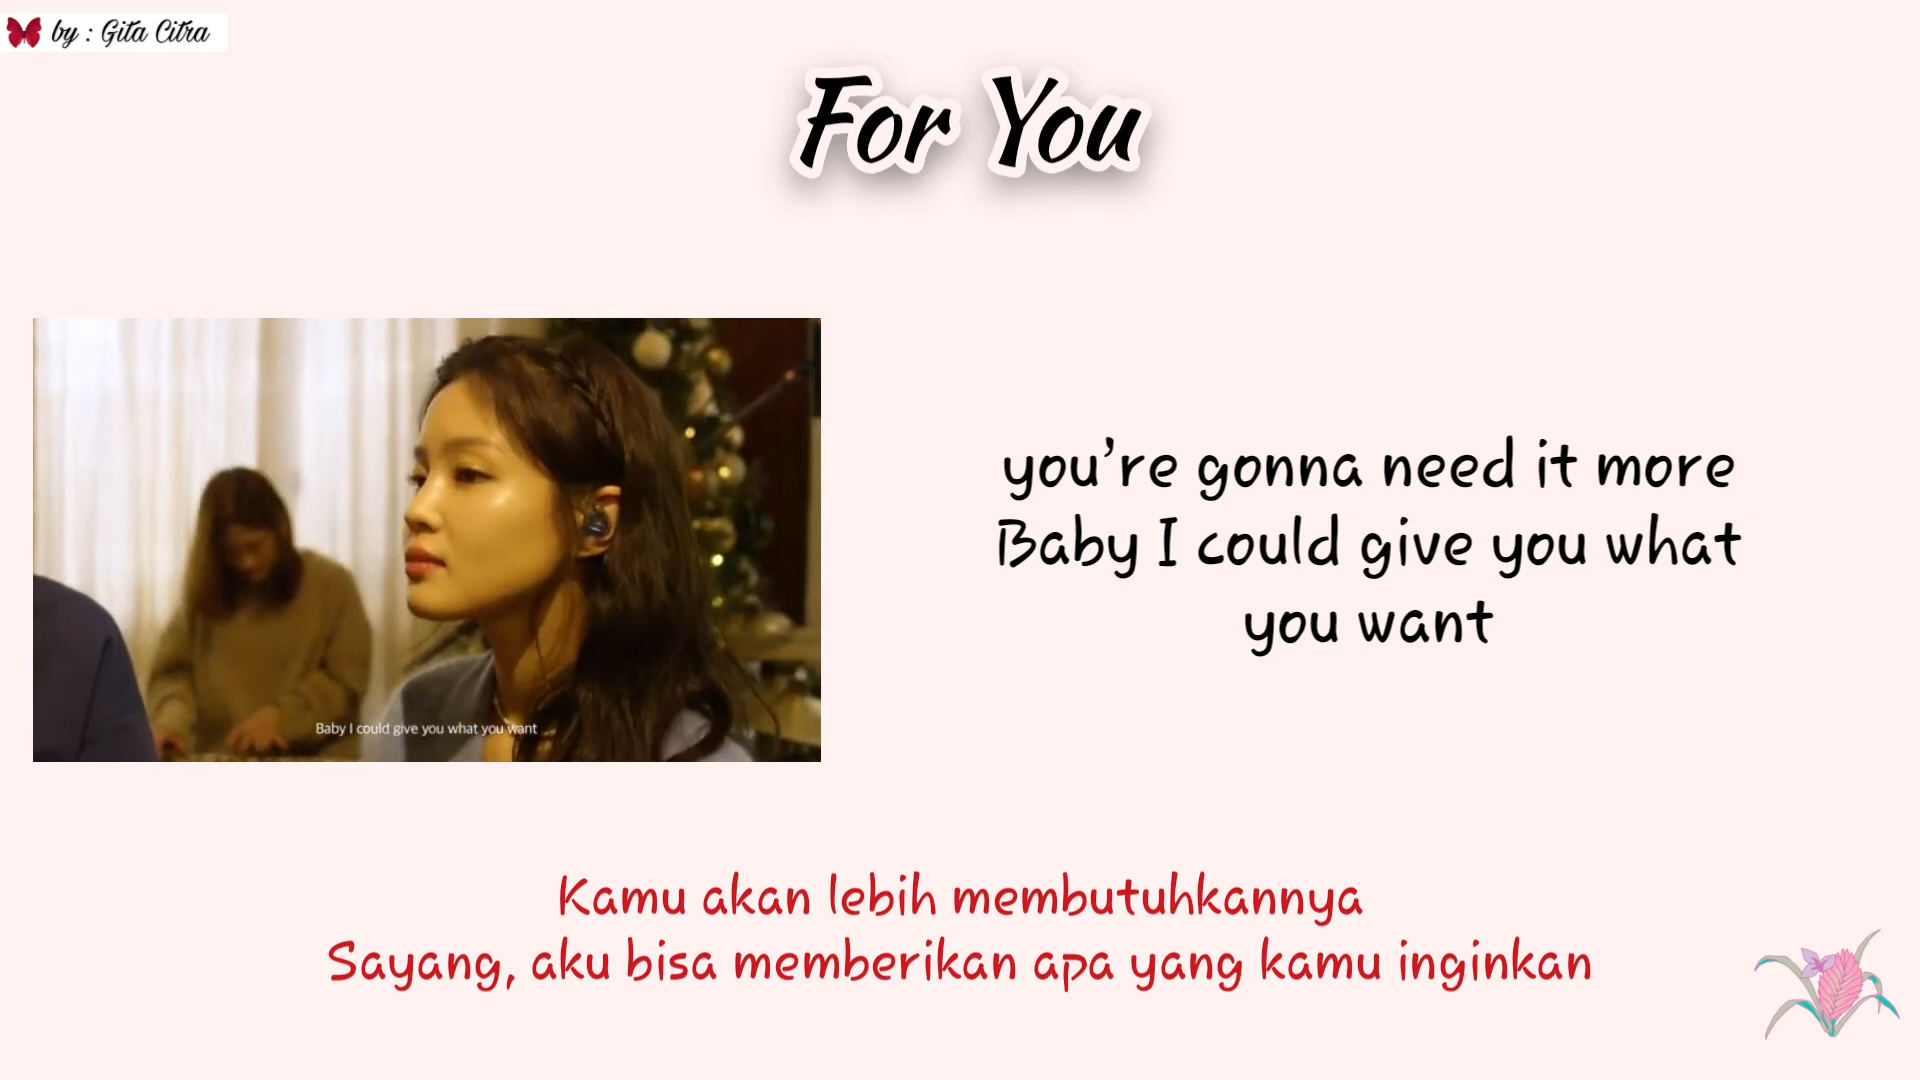 by : Gita Citra
For You
you're gonna need it more
Baby I could give you what
you want
Baby I could give you what you want
Kamu akan lebih membutuhkannya
Sayang, aku bisa memberikan apa yang kamu inginkan